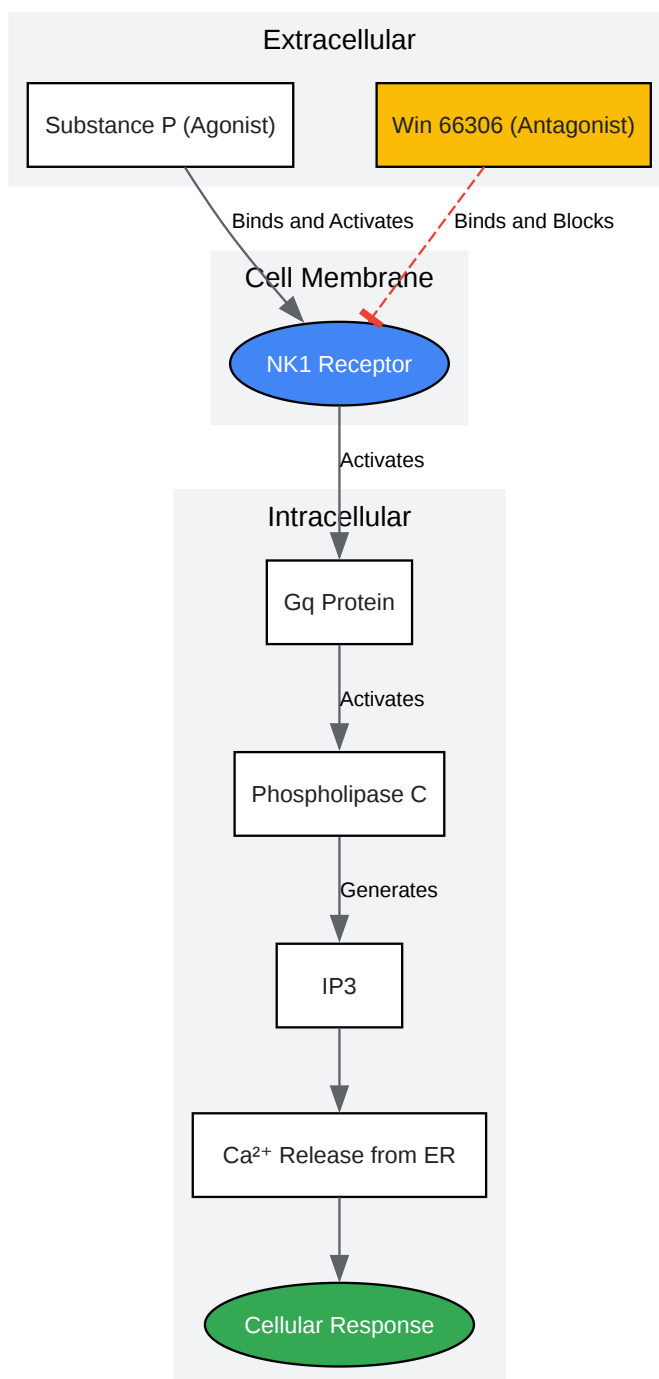 Extracellular
Substance P (Agonist)
Win 66306 (Antagonist)
Binds and Activates
Binds and Blocks
Cell Membrane
NK1 Receptor
Activates
Intracellular
Gq Protein
Activates
Phospholipase C
Generates
IP3
Ca²⁺ Release from ER
Cellular Response